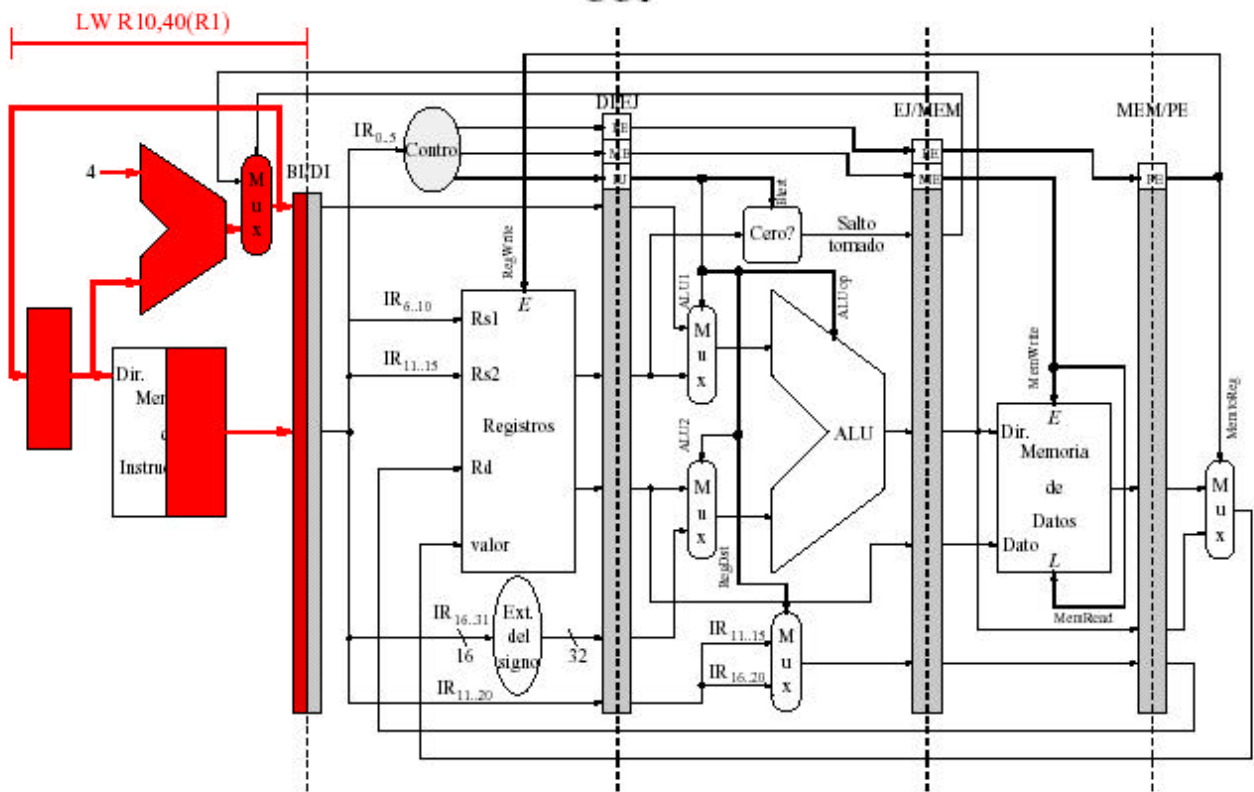 LW R10,40(R1)
DI/EJ
EJ/MEM
MEM/PE
BI/DI
4
M
u
x
IR0..5
Contro
PE
ME
EJ
PE
ME
PE
Cero?
Salto
tomado
RegWrite
ALU1
ALUop
MemWrite
MemtoReg
IR6..10
Rs1
E
IR11..15
Rs2
Registros
Rd
valor
M
u
x
ALU2
M
u
x
ALU
Dir.
E
Memoria
de
Datos
Dato
L
MemRead
M
u
x
Dir.
Mem
Instruc
RegDst
IR16..31
16
Ext.
del
signo
32
IR11..20
IR11..15
IR16..20
M
u
x